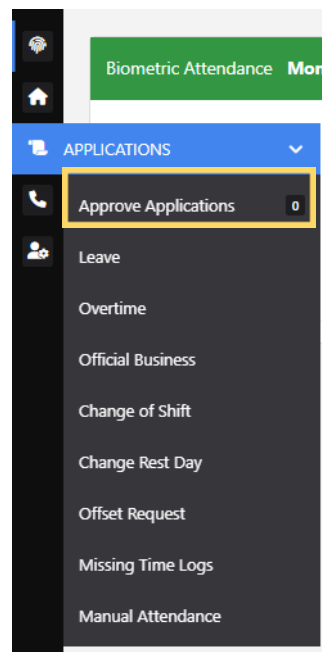 Biometric Attendance
APPLICATIONS
Approve Applications 0
Leave
Overtime
Official Business
Change of Shift
Change Rest Day
Offset Request
Missing Time Logs
Manual Attendance